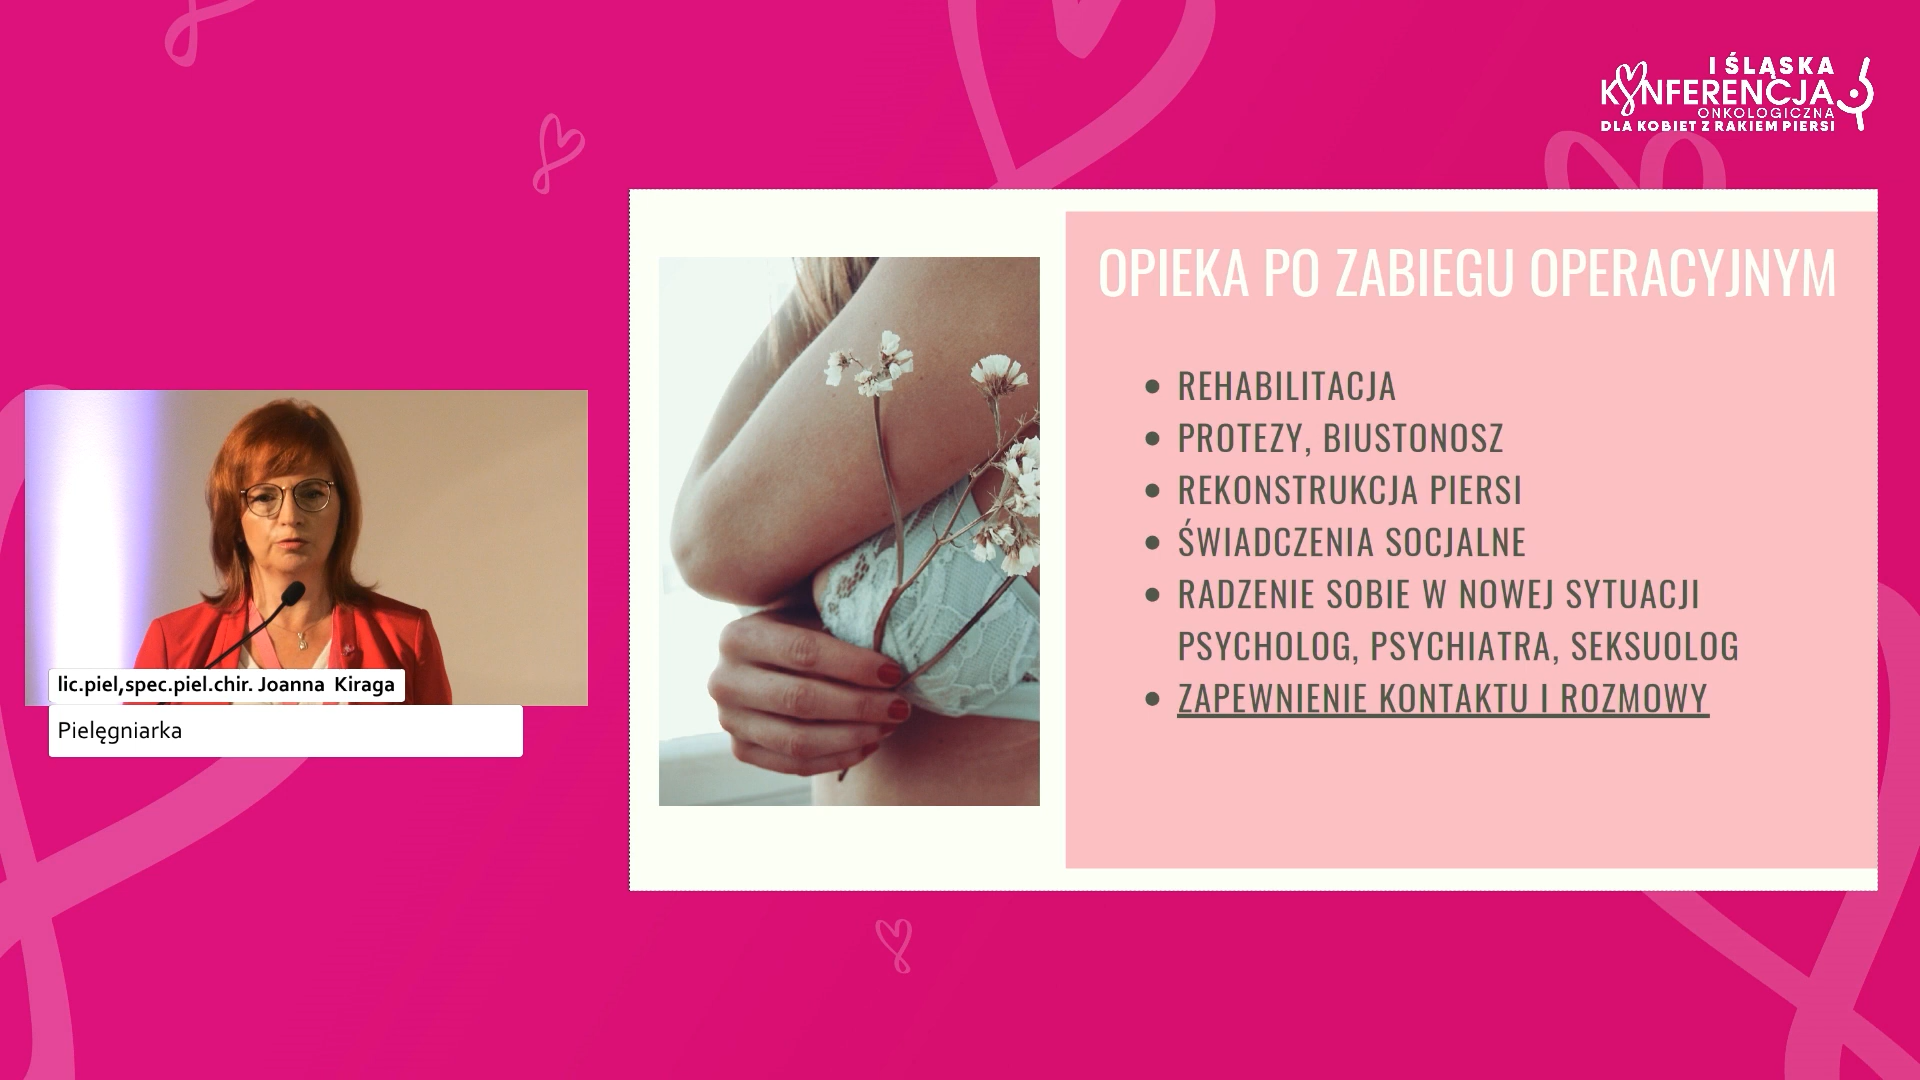 I ŚLĄSKA
KONFERENCJA
ONKOLOGICZNA
DLA KOBIET Z RAKIEM PIERSI
OPIEKA PO ZABIEGU OPERACYJNYM
REHABILITACJA
PROTEZY, BIUSTONOSZ
REKONSTRUKCJA PIERSI
ŚWIADCZENIA SOCJALNE
RADZENIE SOBIE W NOWEJ SYTUACJI
PSYCHOLOG, PSYCHIATRA, SEKSUOLOG
ZAPEWNIENIE KONTAKTU I ROZMOWY
lic.piel,spec.piel.chir. Joanna Kiraga
Pielęgniarka